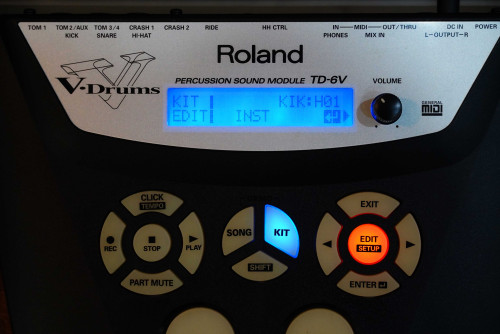 TOM 1 TOM 2/AUX TOM 3/4 CRASH 1 CRASH 2 RIDE HH CTRL IN—MIDI—OUT/THRU DC IN POWER
KICK SNARE HI-HAT PHONES MIX IN L-OUTPUT-R
Roland
V-Drums
PERCUSSION SOUND MODULE TD-6V
VOLUME
KIT KIK:H01
EDIT INST
GENERAL
MIDI
CLICK
TEMPO
REC
STOP
PLAY
PART MUTE
SONG
KIT
SHIFT
EXIT
EDIT
SETUP
ENTER